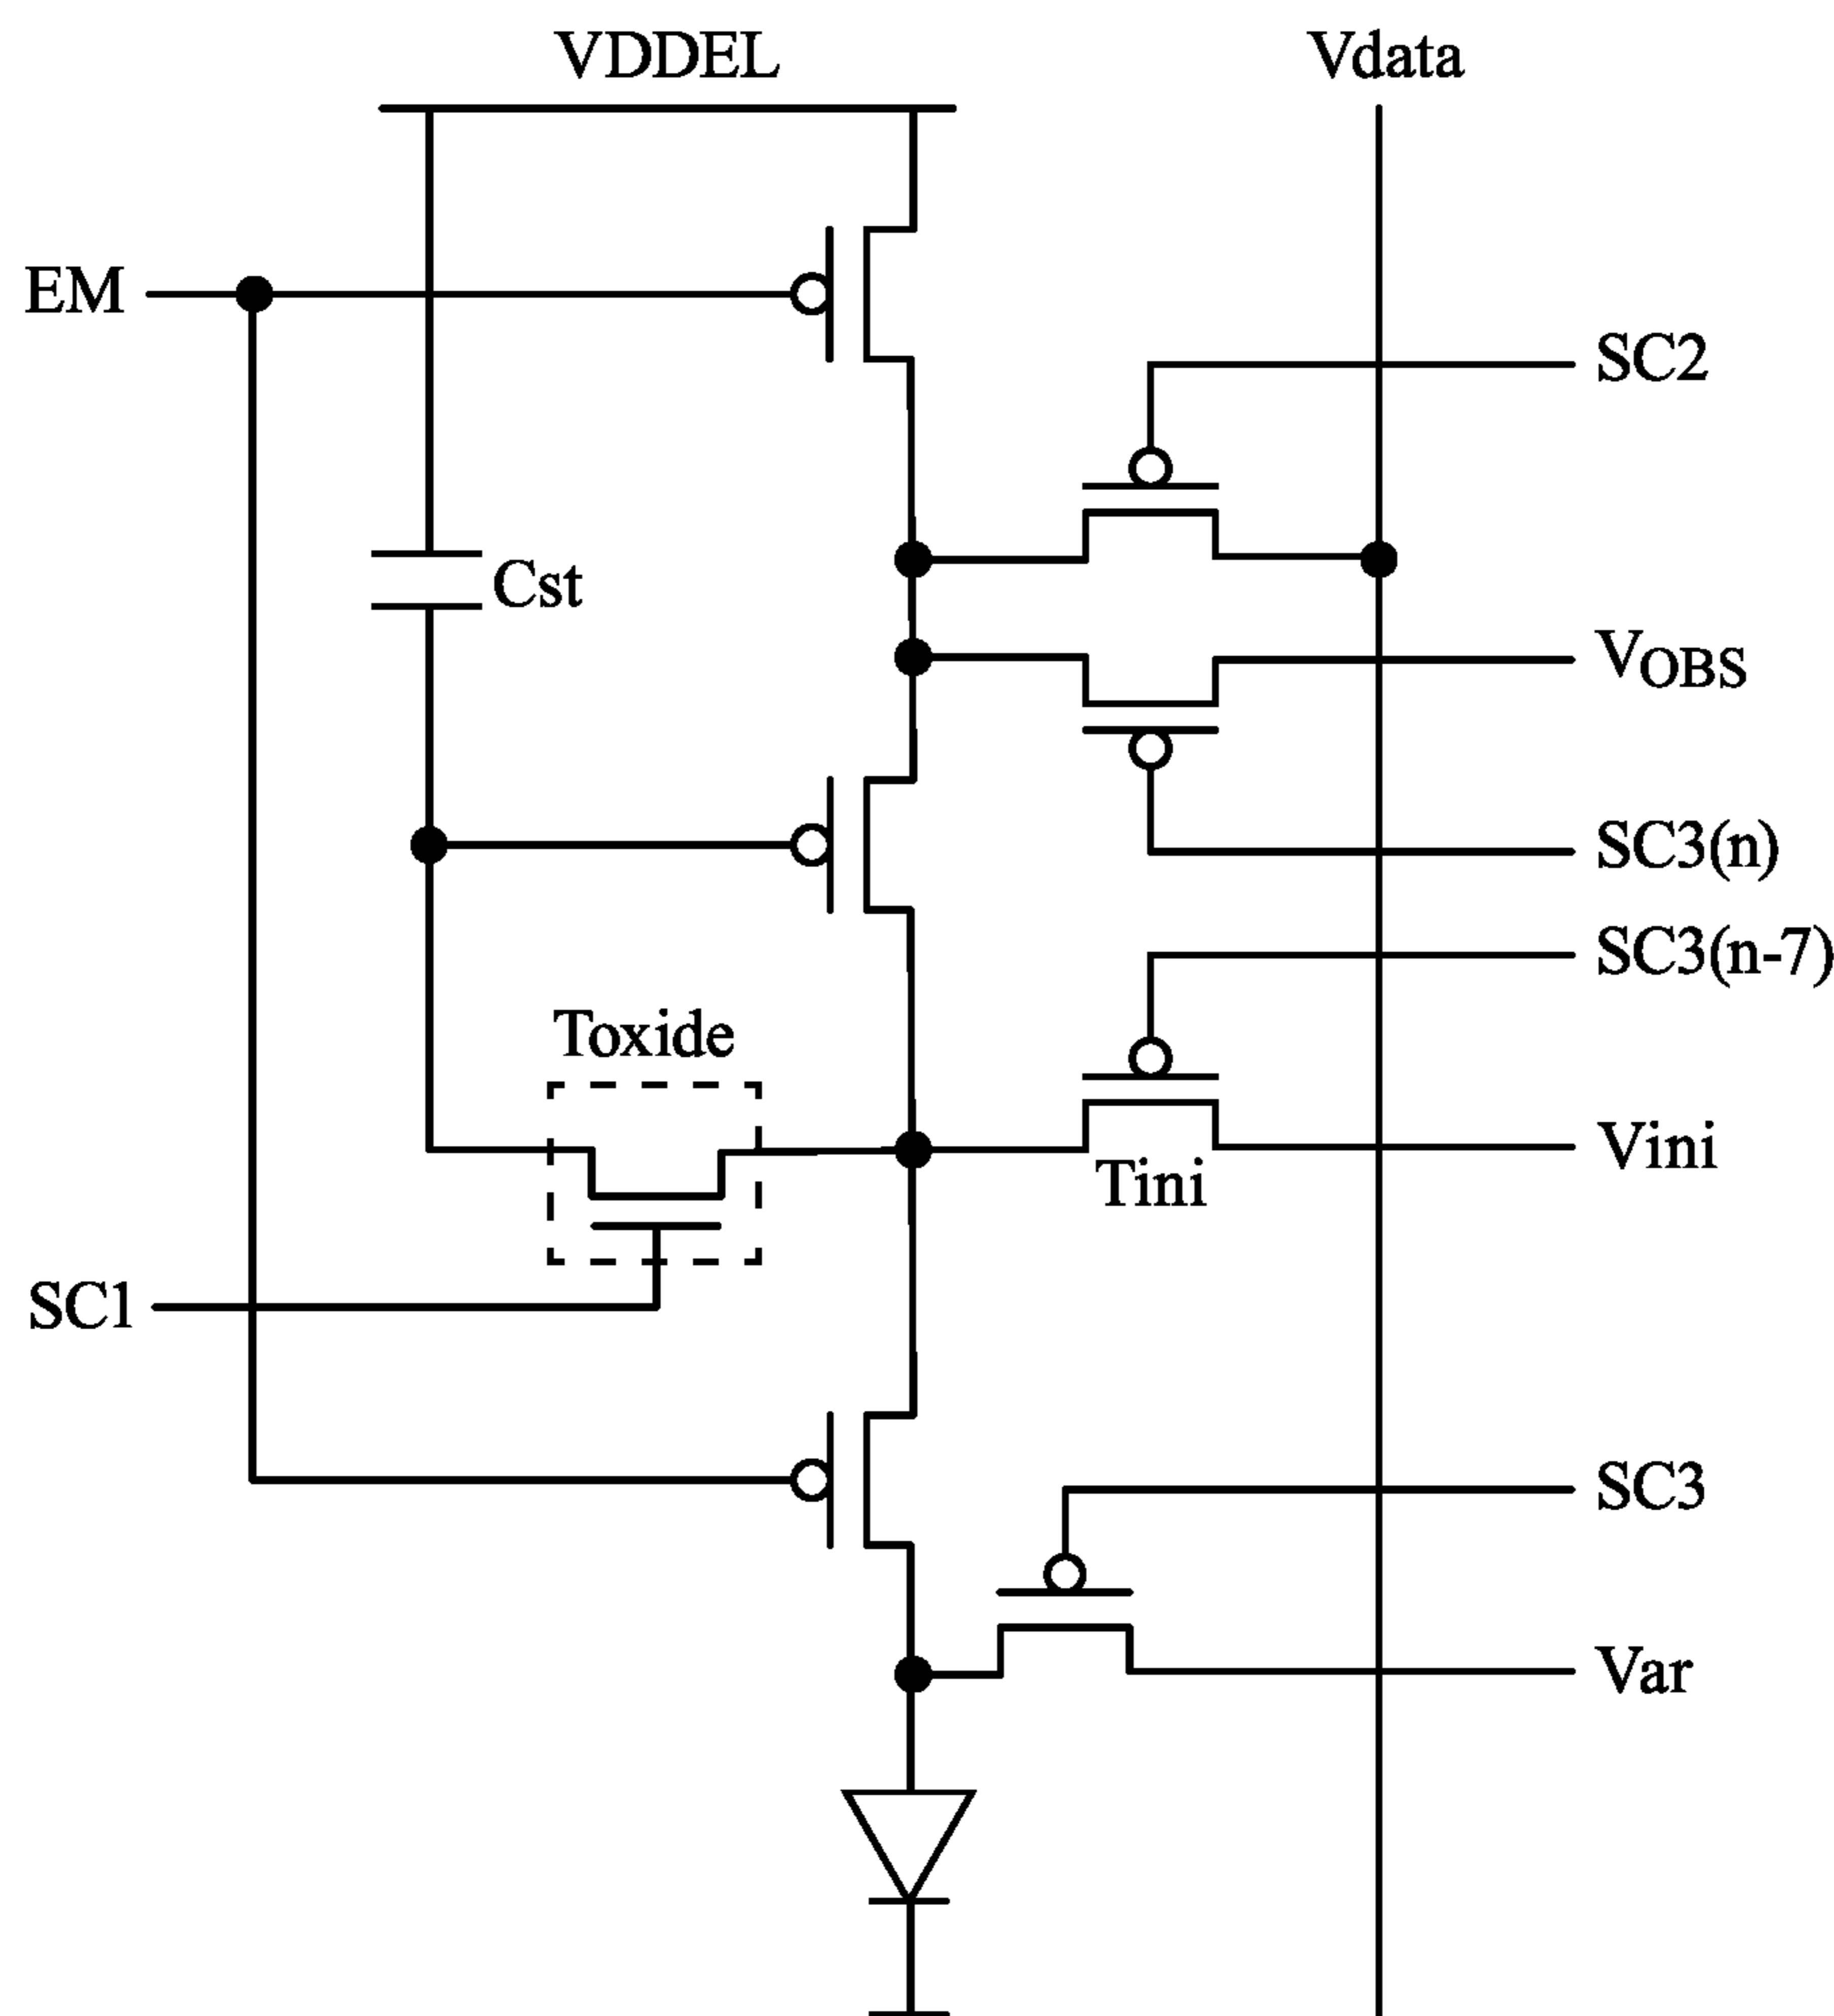 VDDEL
Vdata
EM
SC2
Cst
VOBS
SC3(n)
SC3(n-7)
Toxide
Vini
Tini
SC1
SC3
Var